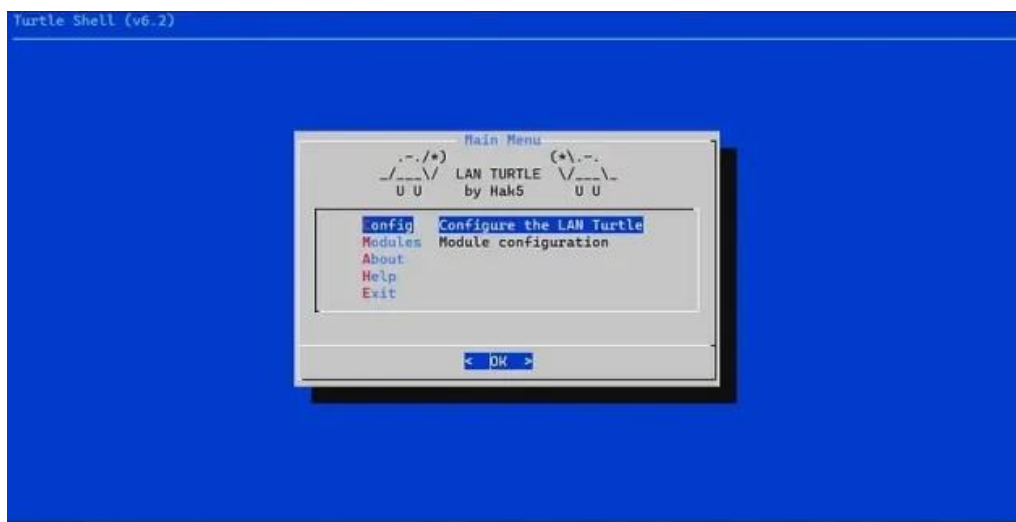 Turtle Shell (v6.2)
Main Menu
.-./*) (*\.-.
_/___\/ LAN TURTLE \/___\_
U U by Hak5 U U
Config Configure the LAN Turtle
Modules Module configuration
About
Help
Exit
< OK >